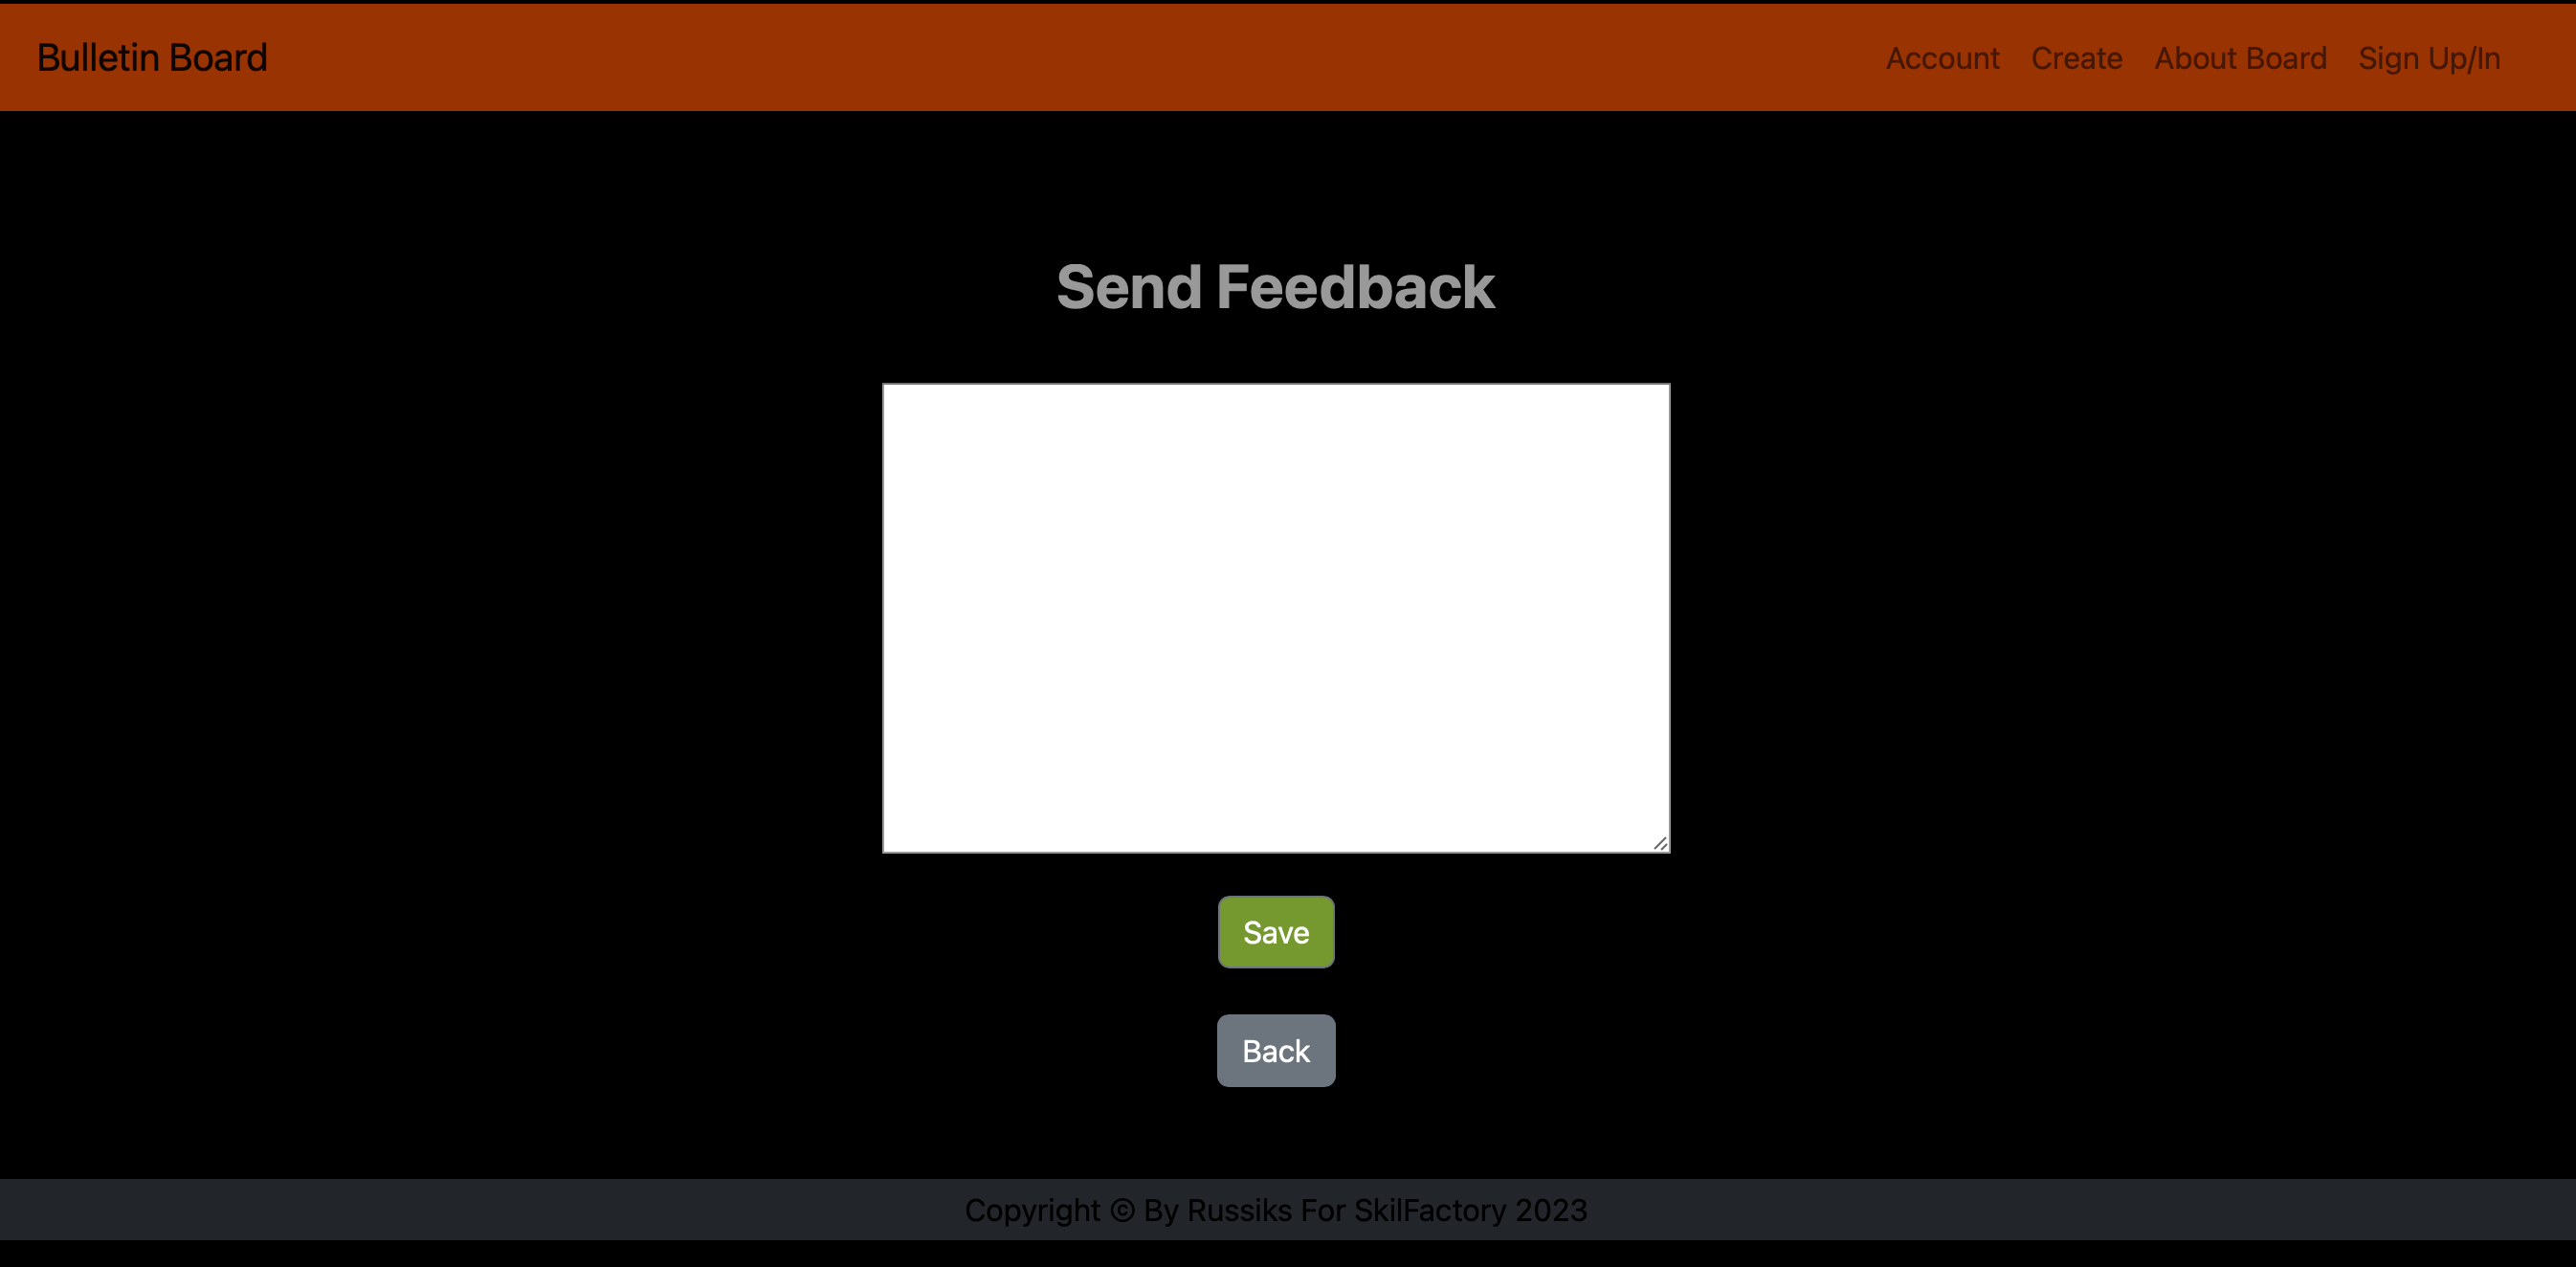 Bulletin Board
Account Create About Board Sign Up/In
Send Feedback
Save
Back
Copyright © By Russiks For SkilFactory 2023